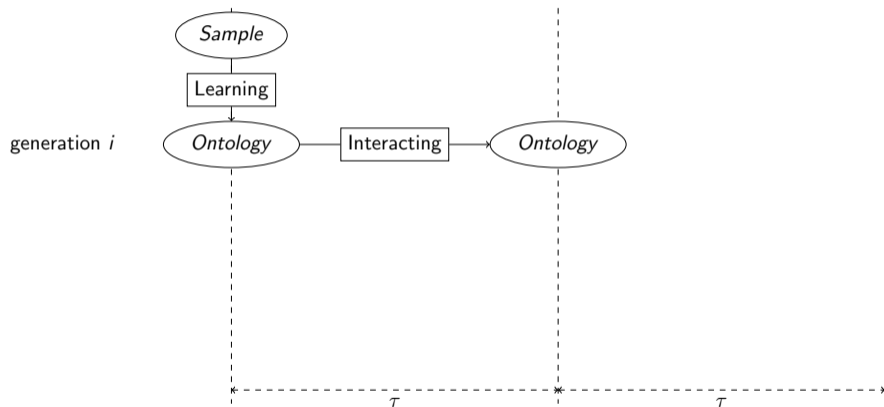 Sample
Learning
generation i
Ontology
Interacting
Ontology
τ
τ